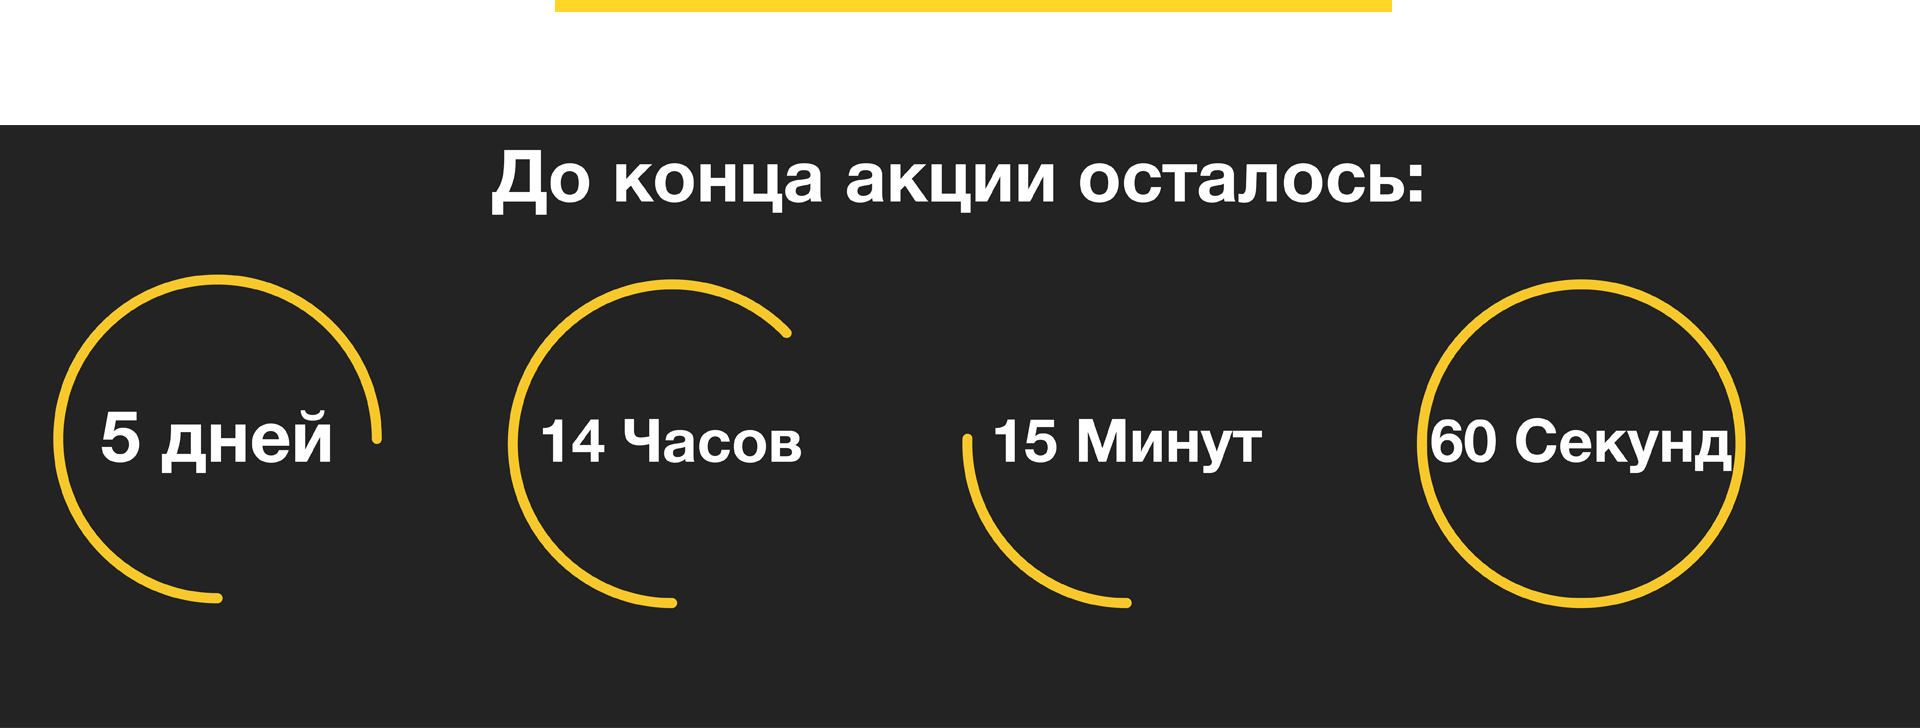 До конца акции осталось:
5 дней
14 Часов
15 Минут
60 Секунд